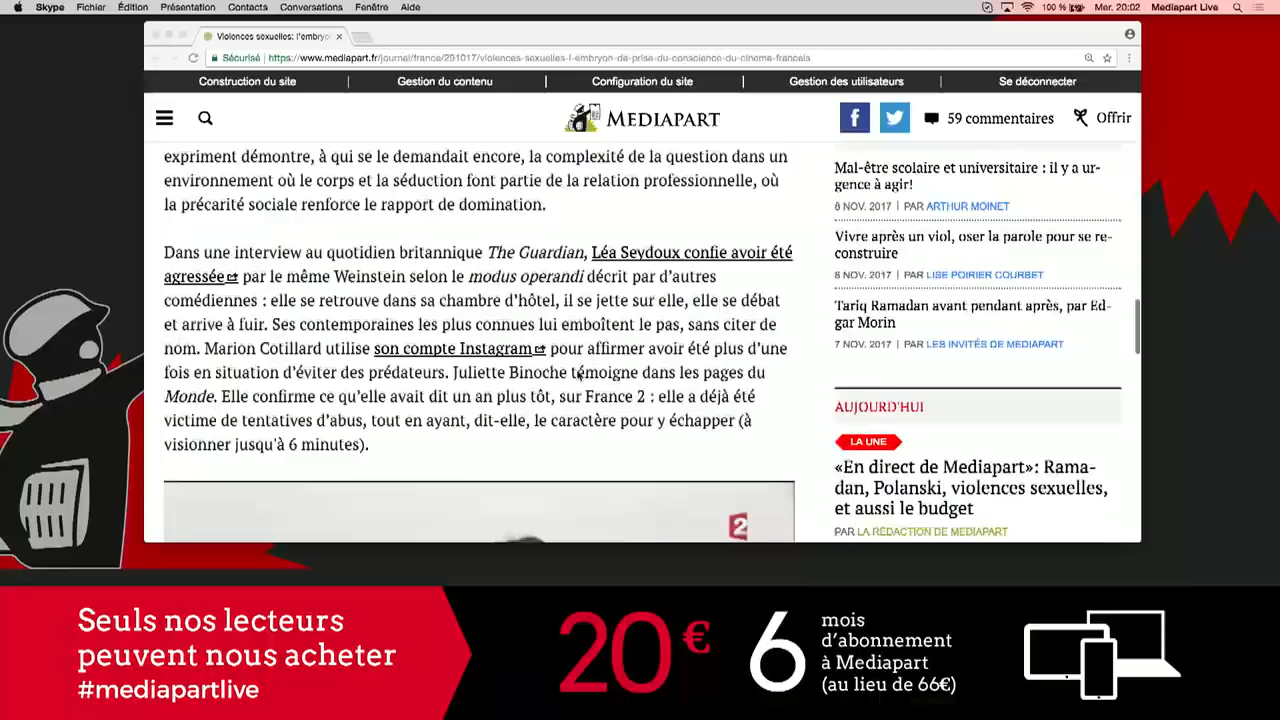 Skype Fichier Édition Présentation Contacts Conversations Fenêtre Aide
100 % Mer. 20:02 Mediapart Live
Violences sexuelles: l'embryo
Sécurisé https://www.mediapart.fr/journal/france/291017/violences-sexuelles-l-embryon-de-prise-du-conscience-du-cineme-francais
Construction du site | Gestion du contenu | Configuration du site | Gestion des utilisateurs | Se déconnecter
MEDIAPART
59 commentaires
Offrir
expriment démontre, à qui se le demandait encore, la complexité de la question dans un
environnement où le corps et la séduction font partie de la relation professionnelle, où
la précarité sociale renforce le rapport de domination.
Dans une interview au quotidien britannique The Guardian, Léa Seydoux confie avoir été
agressée par le même Weinstein selon le modus operandi décrit par d'autres
comédiennes : elle se retrouve dans sa chambre d'hôtel, il se jette sur elle, elle se débat
et arrive à fuir. Ses contemporaines les plus connues lui emboîtent le pas, sans citer de
nom. Marion Cotillard utilise son compte Instagram pour affirmer avoir été plus d'une
fois en situation d'éviter des prédateurs. Juliette Binoche témoigne dans les pages du
Monde. Elle confirme ce qu'elle avait dit un an plus tôt, sur France 2 : elle a déjà été
victime de tentatives d'abus, tout en ayant, dit-elle, le caractère pour y échapper (à
visionner jusqu'à 6 minutes).
2
Mal-être scolaire et universitaire : il y a ur-
gence à agir!
8 NOV. 2017 | PAR ARTHUR MOINET
Vivre après un viol, oser la parole pour se re-
construire
8 NOV. 2017 | PAR LISE POIRIER COURBET
Tariq Ramadan avant pendant après, par Ed-
gar Morin
7 NOV. 2017 | PAR LES INVITÉS DE MEDIAPART
AUJOURD'HUI
LA UNE
«En direct de Mediapart»: Rama-
dan, Polanski, violences sexuelles,
et aussi le budget
PAR LA RÉDACTION DE MEDIAPART
Seuls nos lecteurs
peuvent nous acheter
#mediapartlive
20 €
6
mois
d'abonnement
à Mediapart
(au lieu de 66€)